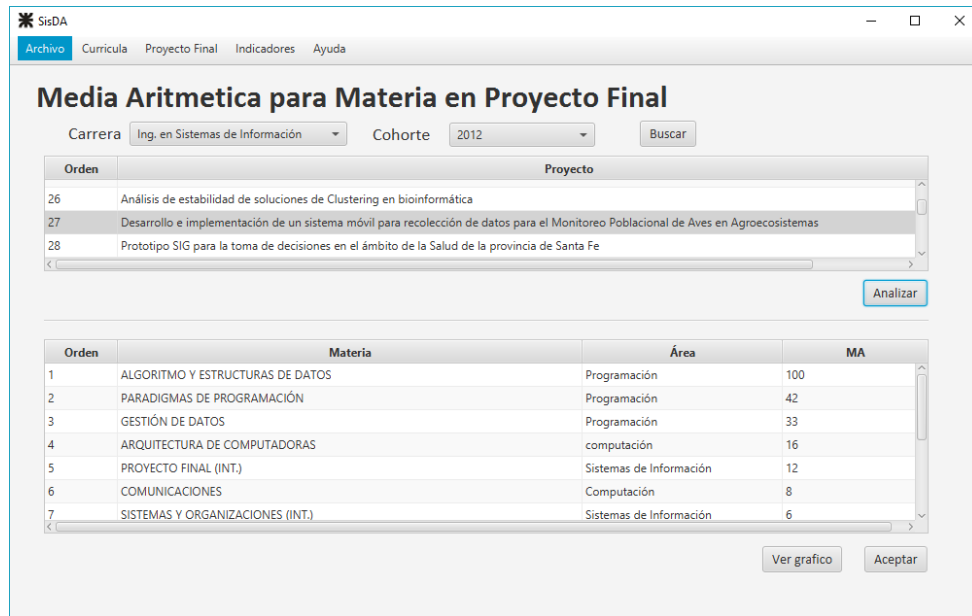 SisDA
Archivo Curricula Proyecto Final Indicadores Ayuda
Media Aritmetica para Materia en Proyecto Final
Carrera Ing. en Sistemas de Información Cohorte 2012 Buscar
Orden Proyecto
26 Análisis de estabilidad de soluciones de Clustering en bioinformática
27 Desarrollo e implementación de un sistema móvil para recolección de datos para el Monitoreo Poblacional de Aves en Agroecosistemas
28 Prototipo SIG para la toma de decisiones en el ámbito de la Salud de la provincia de Santa Fe
Analizar
Orden Materia Área MA
1 ALGORITMO Y ESTRUCTURAS DE DATOS Programación 100
2 PARADIGMAS DE PROGRAMACIÓN Programación 42
3 GESTIÓN DE DATOS Programación 33
4 ARQUITECTURA DE COMPUTADORAS computación 16
5 PROYECTO FINAL (INT.) Sistemas de Información 12
6 COMUNICACIONES Computación 8
7 SISTEMAS Y ORGANIZACIONES (INT.) Sistemas de Información 6
Ver grafico Aceptar